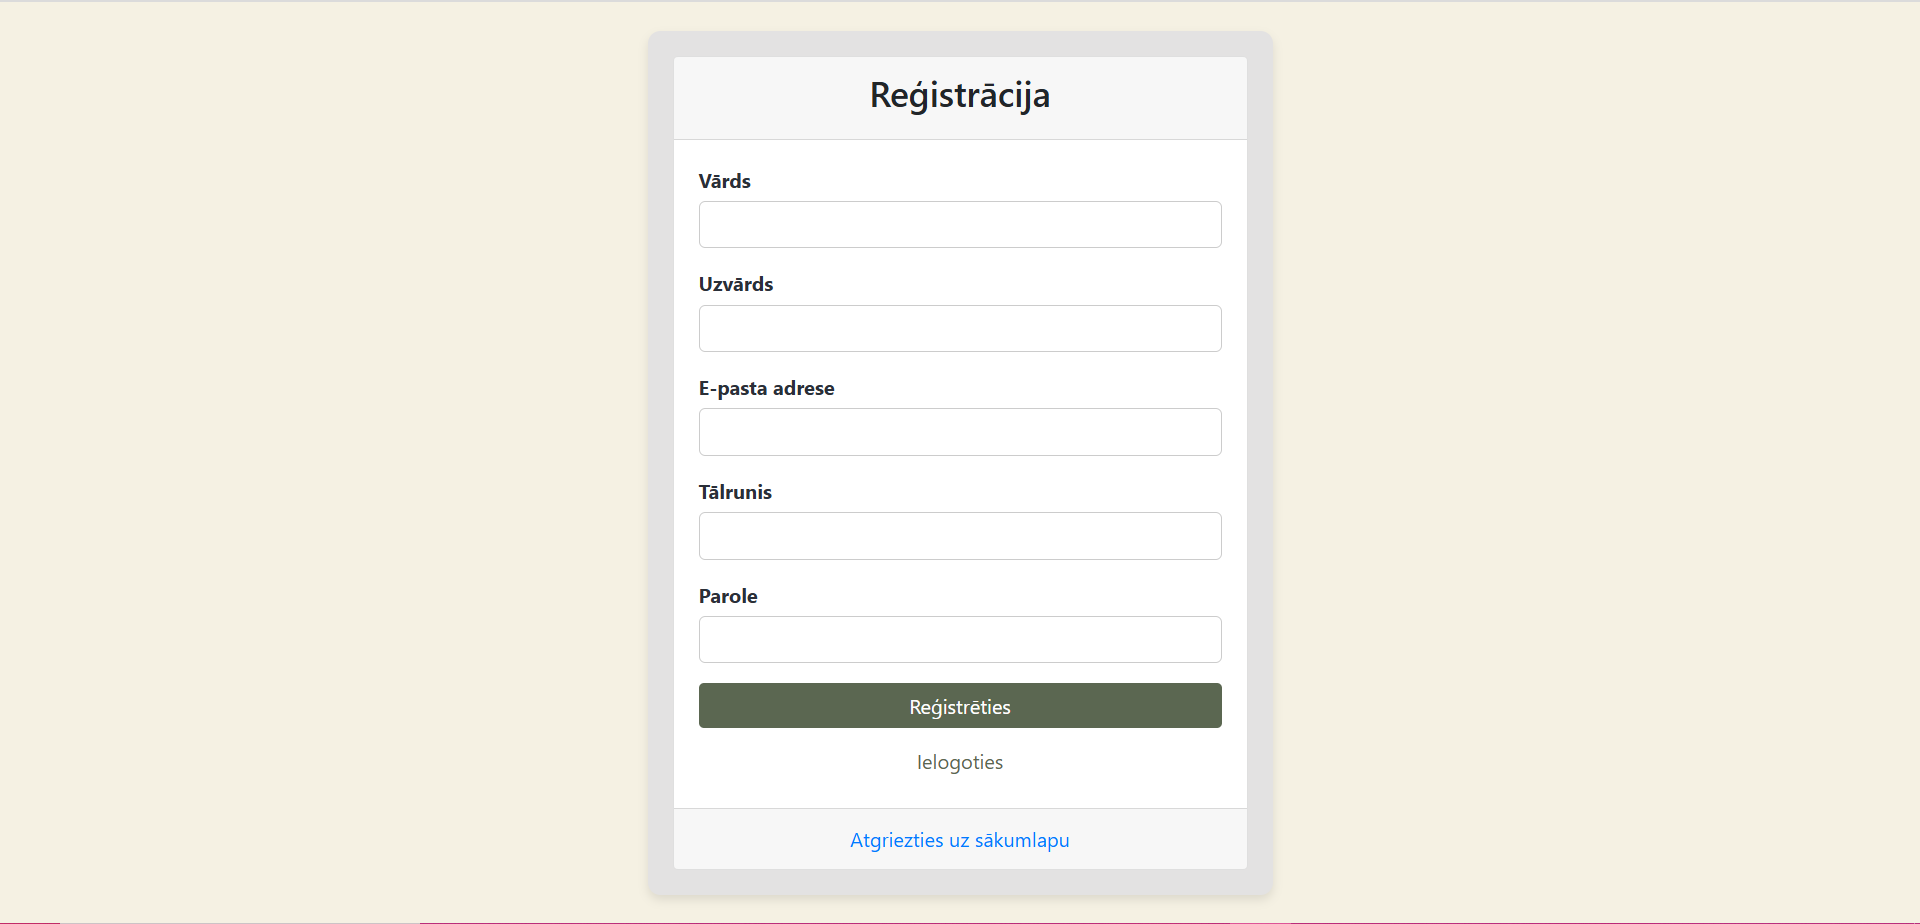 Reģistrācija
Vārds
Uzvārds
E-pasta adrese
Tālrunis
Parole
Reģistrēties
Ielogoties
Atgriezties uz sākumlapu